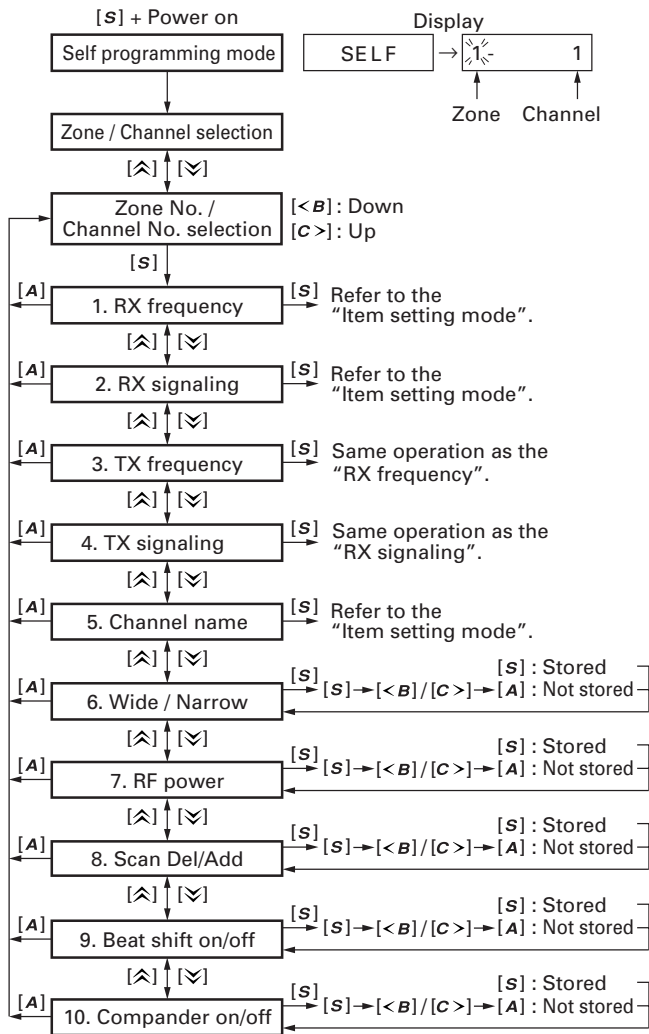 [S] + Power on
Display
Self programming mode
SELF → 1- 1
Zone Channel
Zone / Channel selection
[︽] [︾]
Zone No. /
Channel No. selection
[<B] : Down
[C>] : Up
[S]
[A] 1. RX frequency [S] Refer to the
"Item setting mode".
[︽] [︾]
[A] 2. RX signaling [S] Refer to the
"Item setting mode".
[︽] [︾]
[A] 3. TX frequency [S] Same operation as the
"RX frequency".
[︽] [︾]
[A] 4. TX signaling [S] Same operation as the
"RX signaling".
[︽] [︾]
[A] 5. Channel name [S] Refer to the
"Item setting mode".
[︽] [︾]
[S] : Stored
[A] 6. Wide / Narrow [S] [S]→[<B]/[C>]→[A] : Not stored
[︽] [︾]
[S] : Stored
[A] 7. RF power [S] [S]→[<B]/[C>]→[A] : Not stored
[︽] [︾]
[S] : Stored
[A] 8. Scan Del/Add [S] [S]→[<B]/[C>]→[A] : Not stored
[︽] [︾]
[S] : Stored
[A] 9. Beat shift on/off [S] [S]→[<B]/[C>]→[A] : Not stored
[︽] [︾]
[S] : Stored
[A] 10. Compander on/off [S] [S]→[<B]/[C>]→[A] : Not stored